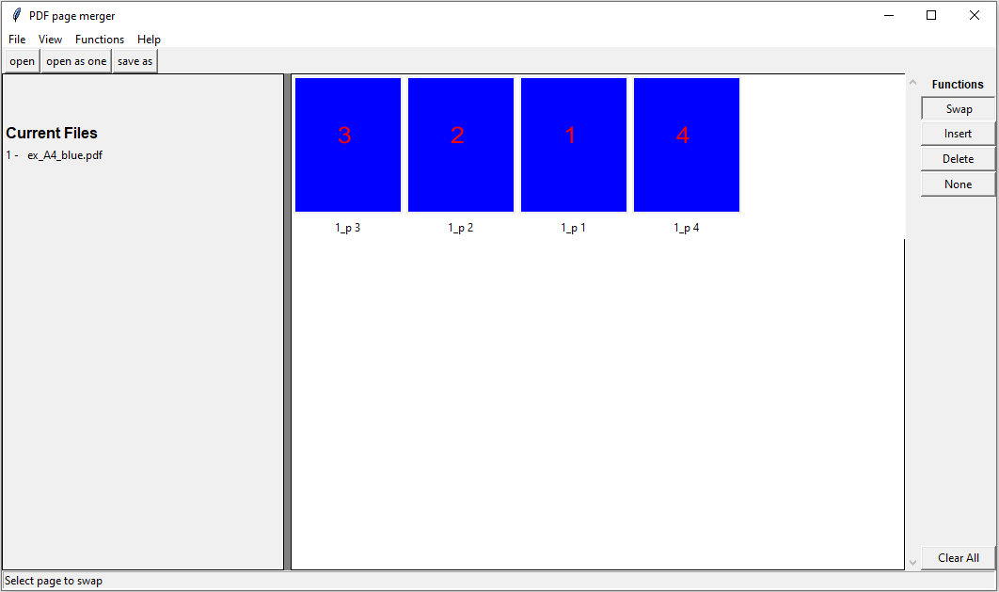 PDF page merger
File View Functions Help
open open as one save as
Current Files
1 - ex_A4_blue.pdf
3 2 1 4
1_p 3 1_p 2 1_p 1 1_p 4
Functions
Swap
Insert
Delete
None
Clear All
Select page to swap